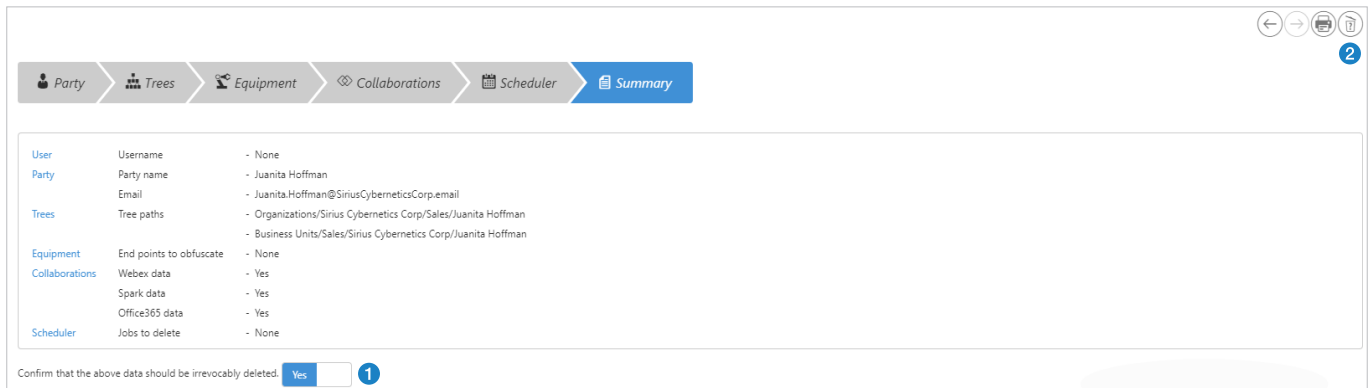 2
Party Trees Equipment Collaborations Scheduler Summary
User Username - None
Party Party name - Juanita Hoffman
Email - Juanita.Hoffman@SiriusCyberneticsCorp.email
Trees Tree paths - Organizations/Sirius Cybernetics Corp/Sales/Juanita Hoffman
- Business Units/Sales/Sirius Cybernetics Corp/Juanita Hoffman
Equipment End points to obfuscate - None
Collaborations Webex data - Yes
Spark data - Yes
Office365 data - Yes
Scheduler Jobs to delete - None
Confirm that the above data should be irrevocably deleted. Yes 1